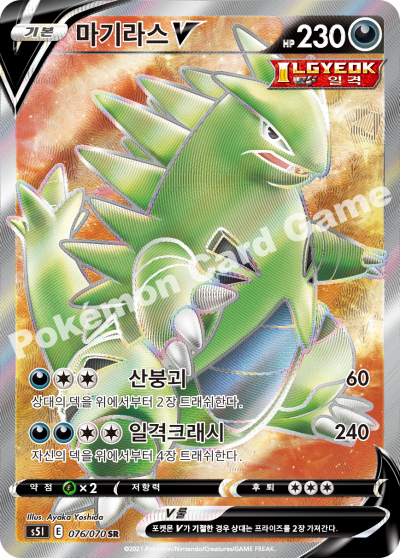 기본 마기라스V HP230
ILGYEOK
일격
Pokémon Card Game
산붕괴 60
상대의 덱을 위에서부터 2장 트래쉬한다.
일격크래시 240
자신의 덱을 위에서부터 4장 트래쉬한다.
약점 ×2 저항력 후퇴
Illus. Ayaka Yoshida
V룰
s5I E 076/070 SR
포켓몬 V가 기절한 경우 상대는 프라이즈를 2장 가져간다.
©2021 Pokémon/Nintendo/Creatures/GAME FREAK.